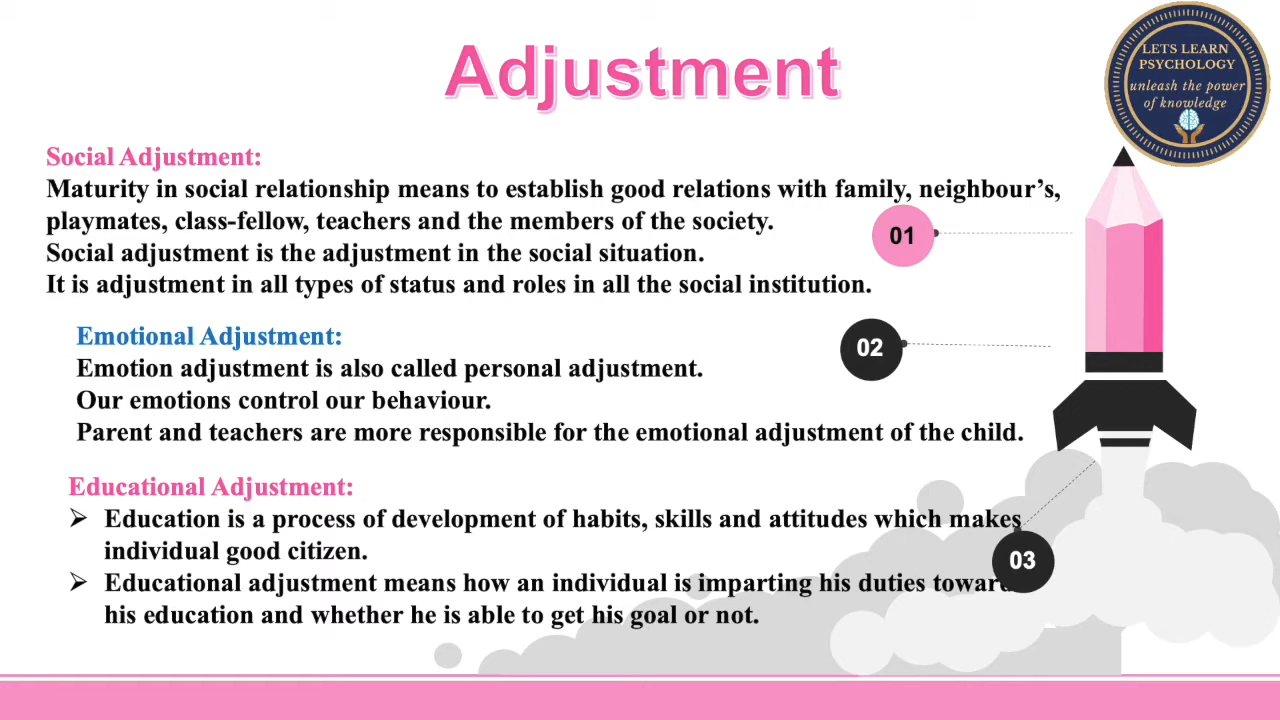 Adjustment
LETS LEARN
PSYCHOLOGY
unleash the power
of knowledge
Social Adjustment:
Maturity in social relationship means to establish good relations with family, neighbour’s,
playmates, class-fellow, teachers and the members of the society.
Social adjustment is the adjustment in the social situation.
It is adjustment in all types of status and roles in all the social institution.
01
Emotional Adjustment:
Emotion adjustment is also called personal adjustment.
Our emotions control our behaviour.
Parent and teachers are more responsible for the emotional adjustment of the child.
02
Educational Adjustment:
➢ Education is a process of development of habits, skills and attitudes which makes
individual good citizen.
➢ Educational adjustment means how an individual is imparting his duties
his education and whether he is able to get his goal or not.
03